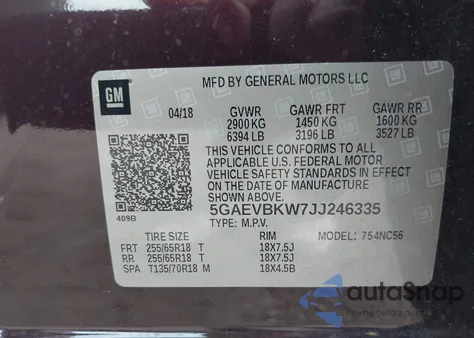 MFD BY GENERAL MOTORS LLC
GM
04/18 GVWR GAWR FRT GAWR RR
2900 KG 1450 KG 1600 KG
6394 LB 3196 LB 3527 LB
THIS VEHICLE CONFORMS TO ALL
APPLICABLE U.S. FEDERAL MOTOR
VEHICLE SAFETY STANDARDS
IN EFFECT ON THE DATE OF
MANUFACTURE SHOWN ABOVE.
5GAEVBKW7JJ246335
409B
TYPE: M.P.V. MODEL: 754NC56
TIRE SIZE RIM
FRT 255/65R18 T 18X7.5J
RR 255/65R18 T 18X7.5J
SPA T135/70R18 M 18X4.5B
autoSnap